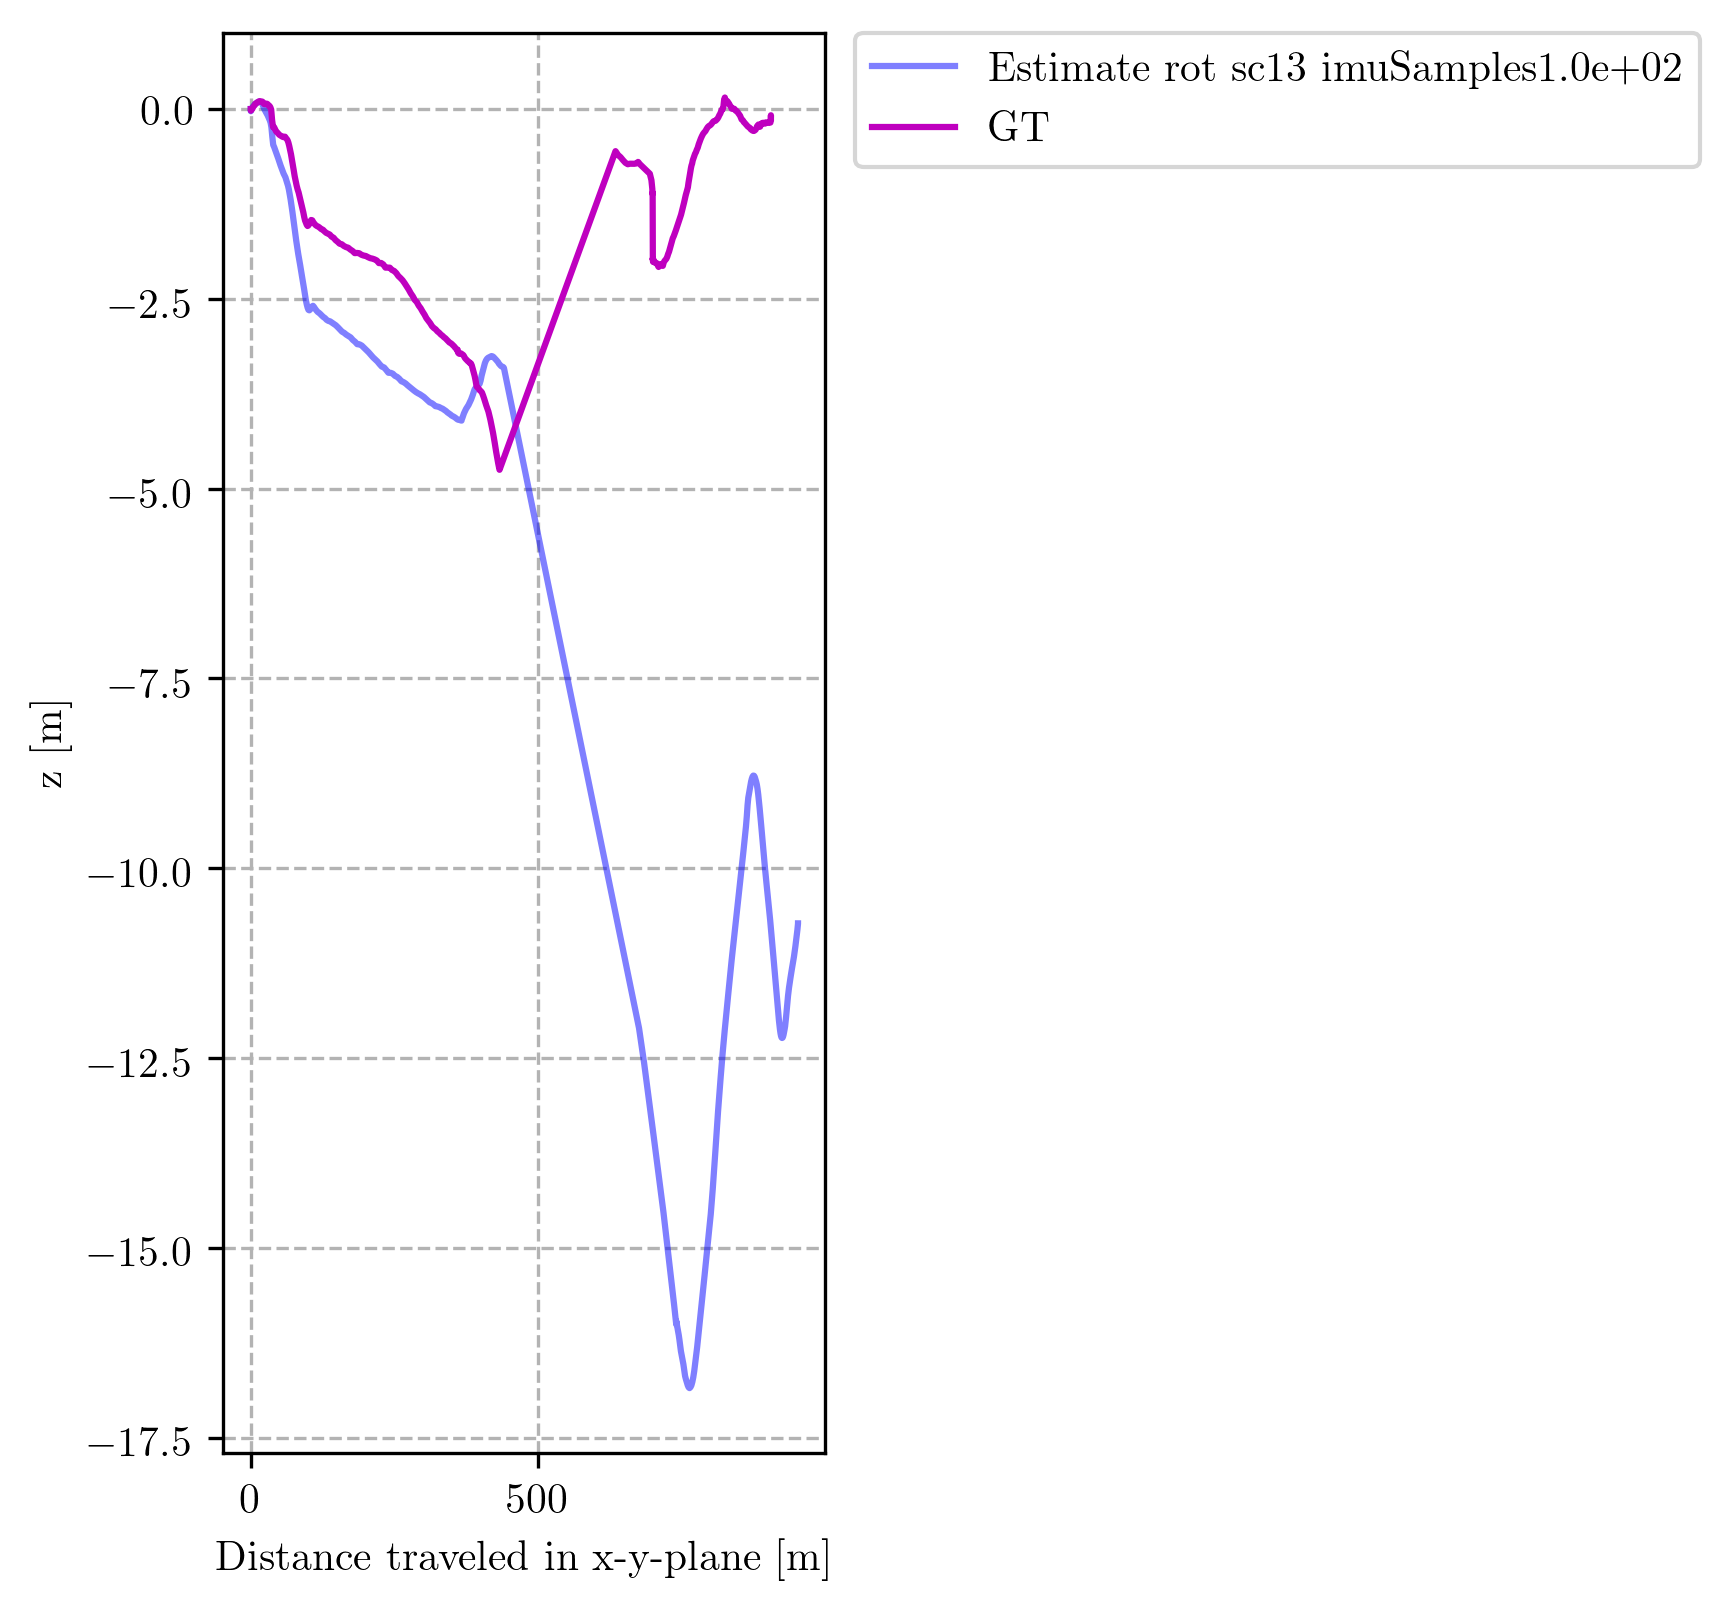 Estimate rot sc13 imuSamples1.0e+02
GT
0.0
−2.5
−5.0
−7.5
−10.0
−12.5
−15.0
−17.5
z [m]
0 500
Distance traveled in x-y-plane [m]